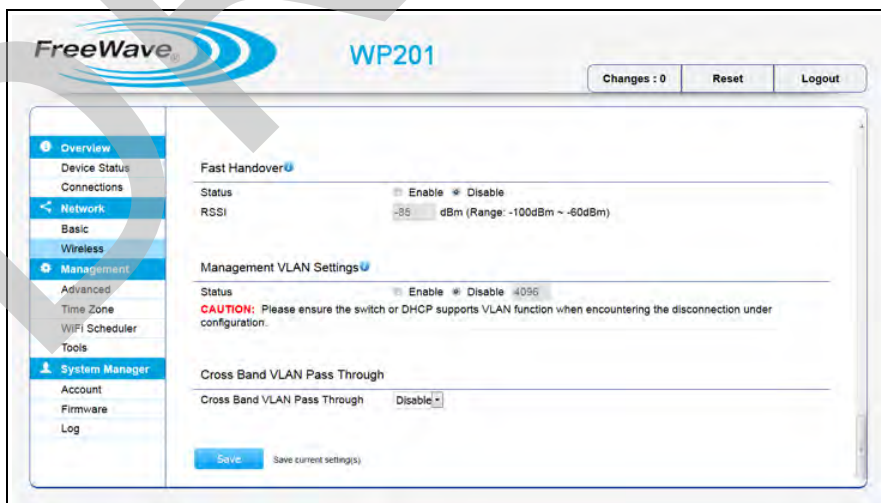 FreeWave®
WP201
Changes : 0 Reset Logout
Overview
Device Status
Connections
Network
Basic
Wireless
Management
Advanced
Time Zone
WiFi Scheduler
Tools
System Manager
Account
Firmware
Log
Fast Handover
Status Enable Disable
RSSI -85 dBm (Range: -100dBm ~ -60dBm)
Management VLAN Settings
Status Enable Disable 4096
CAUTION: Please ensure the switch or DHCP supports VLAN function when encountering the disconnection under
configuration.
Cross Band VLAN Pass Through
Cross Band VLAN Pass Through Disable
Save Save current setting(s)